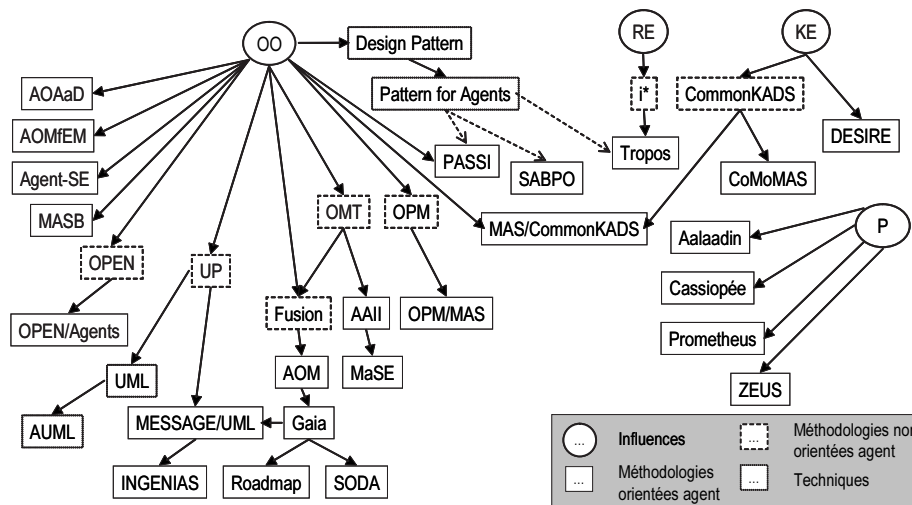 OO
RE
KE
Design Pattern
AOAaD
Pattern for Agents
i*
CommonKADS
AOMfEM
DESIRE
PASSI
Tropos
Agent-SE
SABPO
CoMoMAS
MASB
OMT
OPM
MAS/CommonKADS
P
Aalaadin
OPEN
UP
Cassiopée
OPEN/Agents
Fusion
AAII
OPM/MAS
Prometheus
UML
AOM
MaSE
ZEUS
AUML
MESSAGE/UML
Gaia
INGENIAS
Roadmap
SODA
... Influences
... Méthodologies non
orientées agent
... Méthodologies
orientées agent
... Techniques